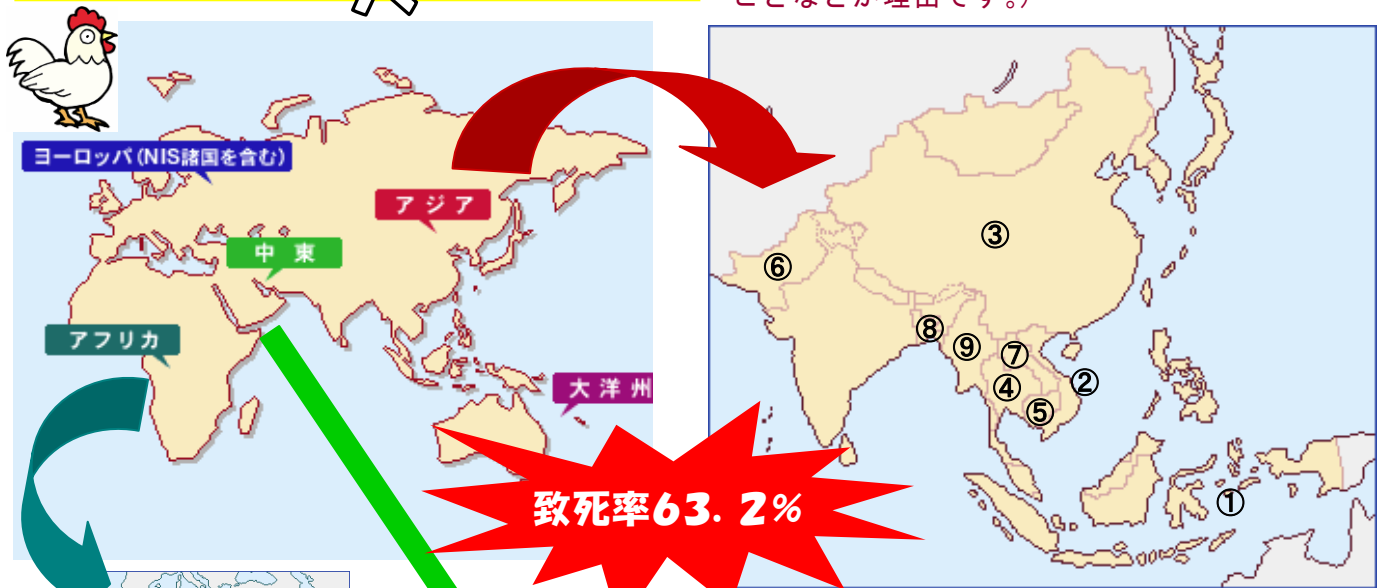 ヨーロッパ(NIS諸国を含む)
アジア
中東
アフリカ
大洋州
③
⑥
⑧
⑨
⑦
④
②
⑤
①
致死率63.2%